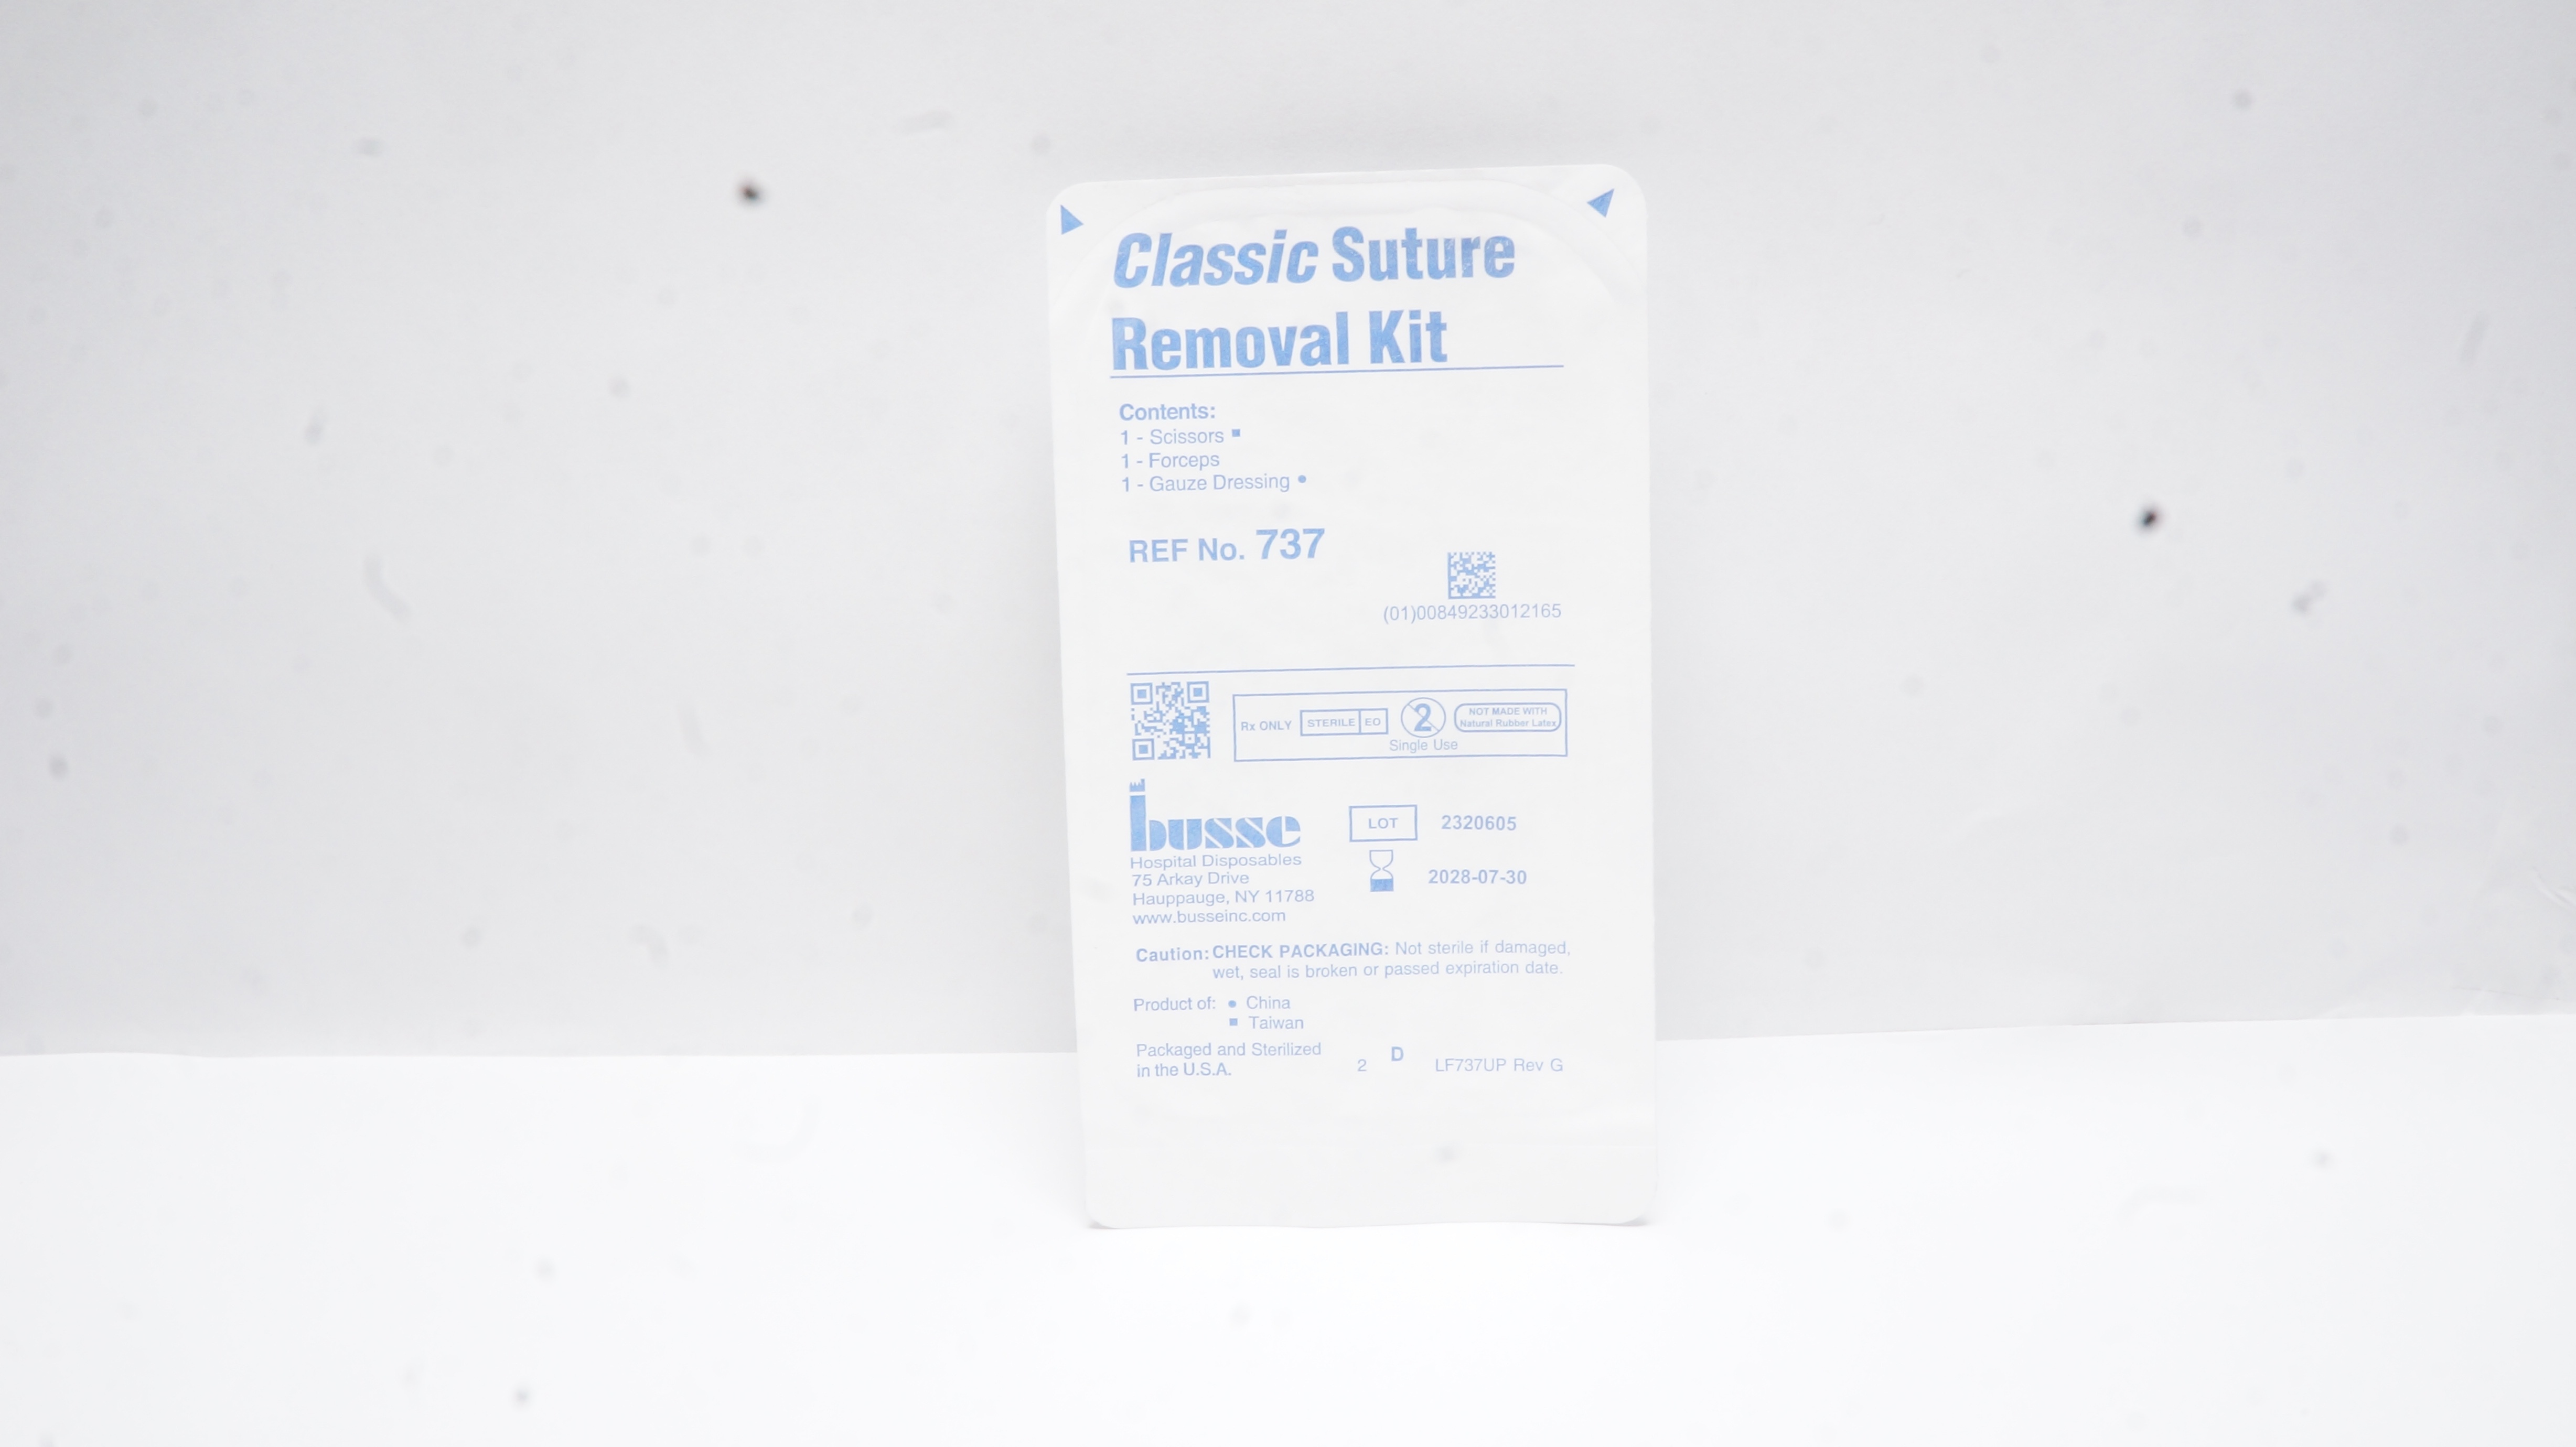 Classic Suture
Removal Kit
Contents:
1 - Scissors ■
1 - Forceps
1 - Gauze Dressing ●
REF No. 737
(01)00849233012165
Rx ONLY
STERILE EO
2
Single Use
NOT MADE WITH
Natural Rubber Latex
busse
Hospital Disposables
75 Arkay Drive
Hauppauge, NY 11788
www.busseinc.com
LOT 2320605
2028-07-30
Caution: CHECK PACKAGING: Not sterile if damaged,
wet, seal is broken or passed expiration date.
Product of: ● China
■ Taiwan
Packaged and Sterilized
in the U.S.A.
2 D LF737UP Rev G